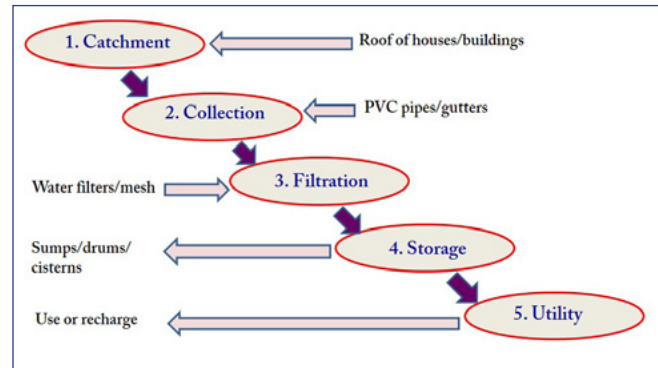 1. Catchment
Roof of houses/buildings
2. Collection
PVC pipes/gutters
Water filters/mesh
3. Filtration
Sumps/drums/
cisterns
4. Storage
Use or recharge
5. Utility